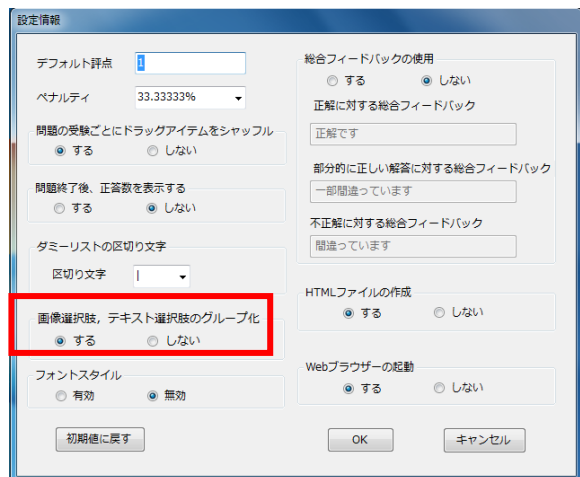 設定情報
デフォルト評点
1
ペナルティ
33.33333%
問題の受験ごとにドラッグアイテムをシャッフル
する
しない
問題終了後、正答数を表示する
する
しない
ダミーリストの区切り文字
区切り文字
|
画像選択肢，テキスト選択肢のグループ化
する
しない
フォントスタイル
有効
無効
初期値に戻す
総合フィードバックの使用
する
しない
正解に対する総合フィードバック
正解です
部分的に正しい解答に対する総合フィードバック
一部間違っています
不正解に対する総合フィードバック
間違っています
HTMLファイルの作成
する
しない
Webブラウザーの起動
する
しない
OK
キャンセル